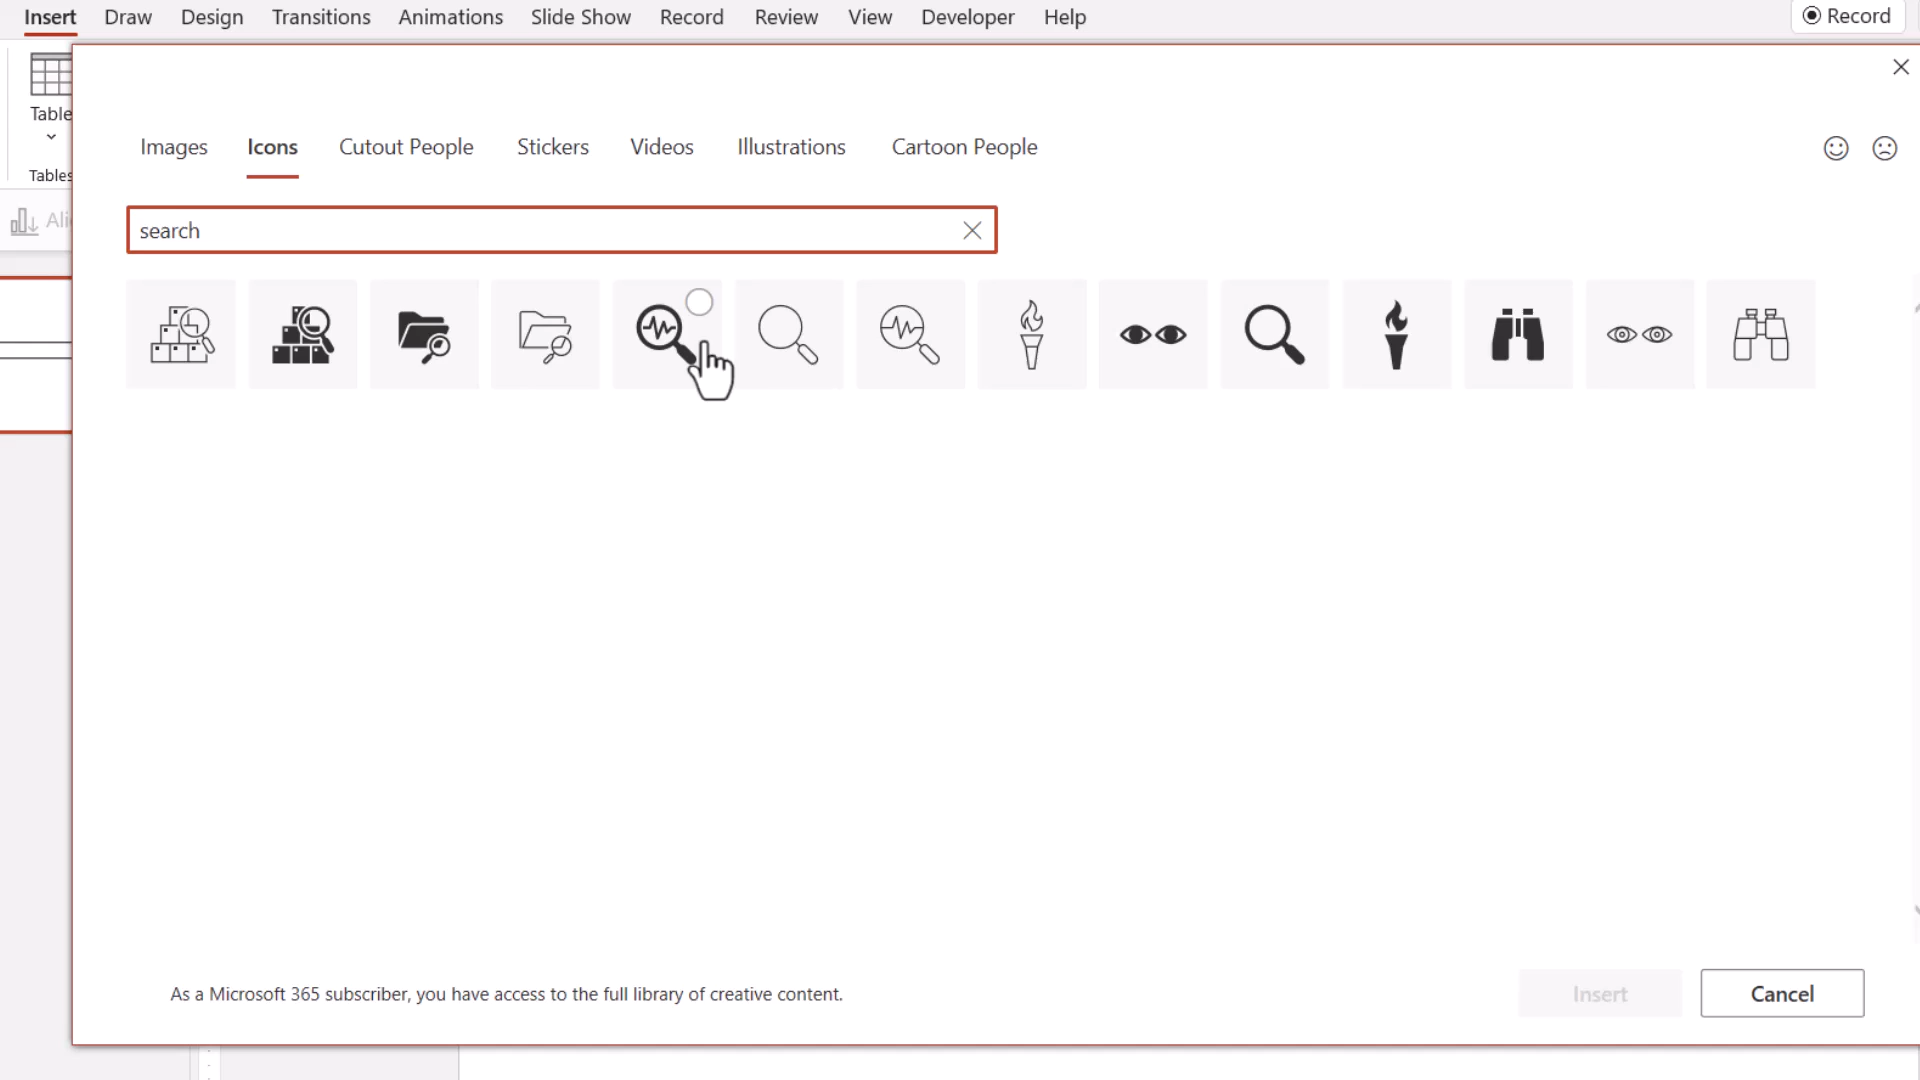 Insert Draw Design Transitions Animations Slide Show Record Review View Developer Help Record
Table
Tables
Images Icons Cutout People Stickers Videos Illustrations Cartoon People
search
As a Microsoft 365 subscriber, you have access to the full library of creative content.
Insert Cancel